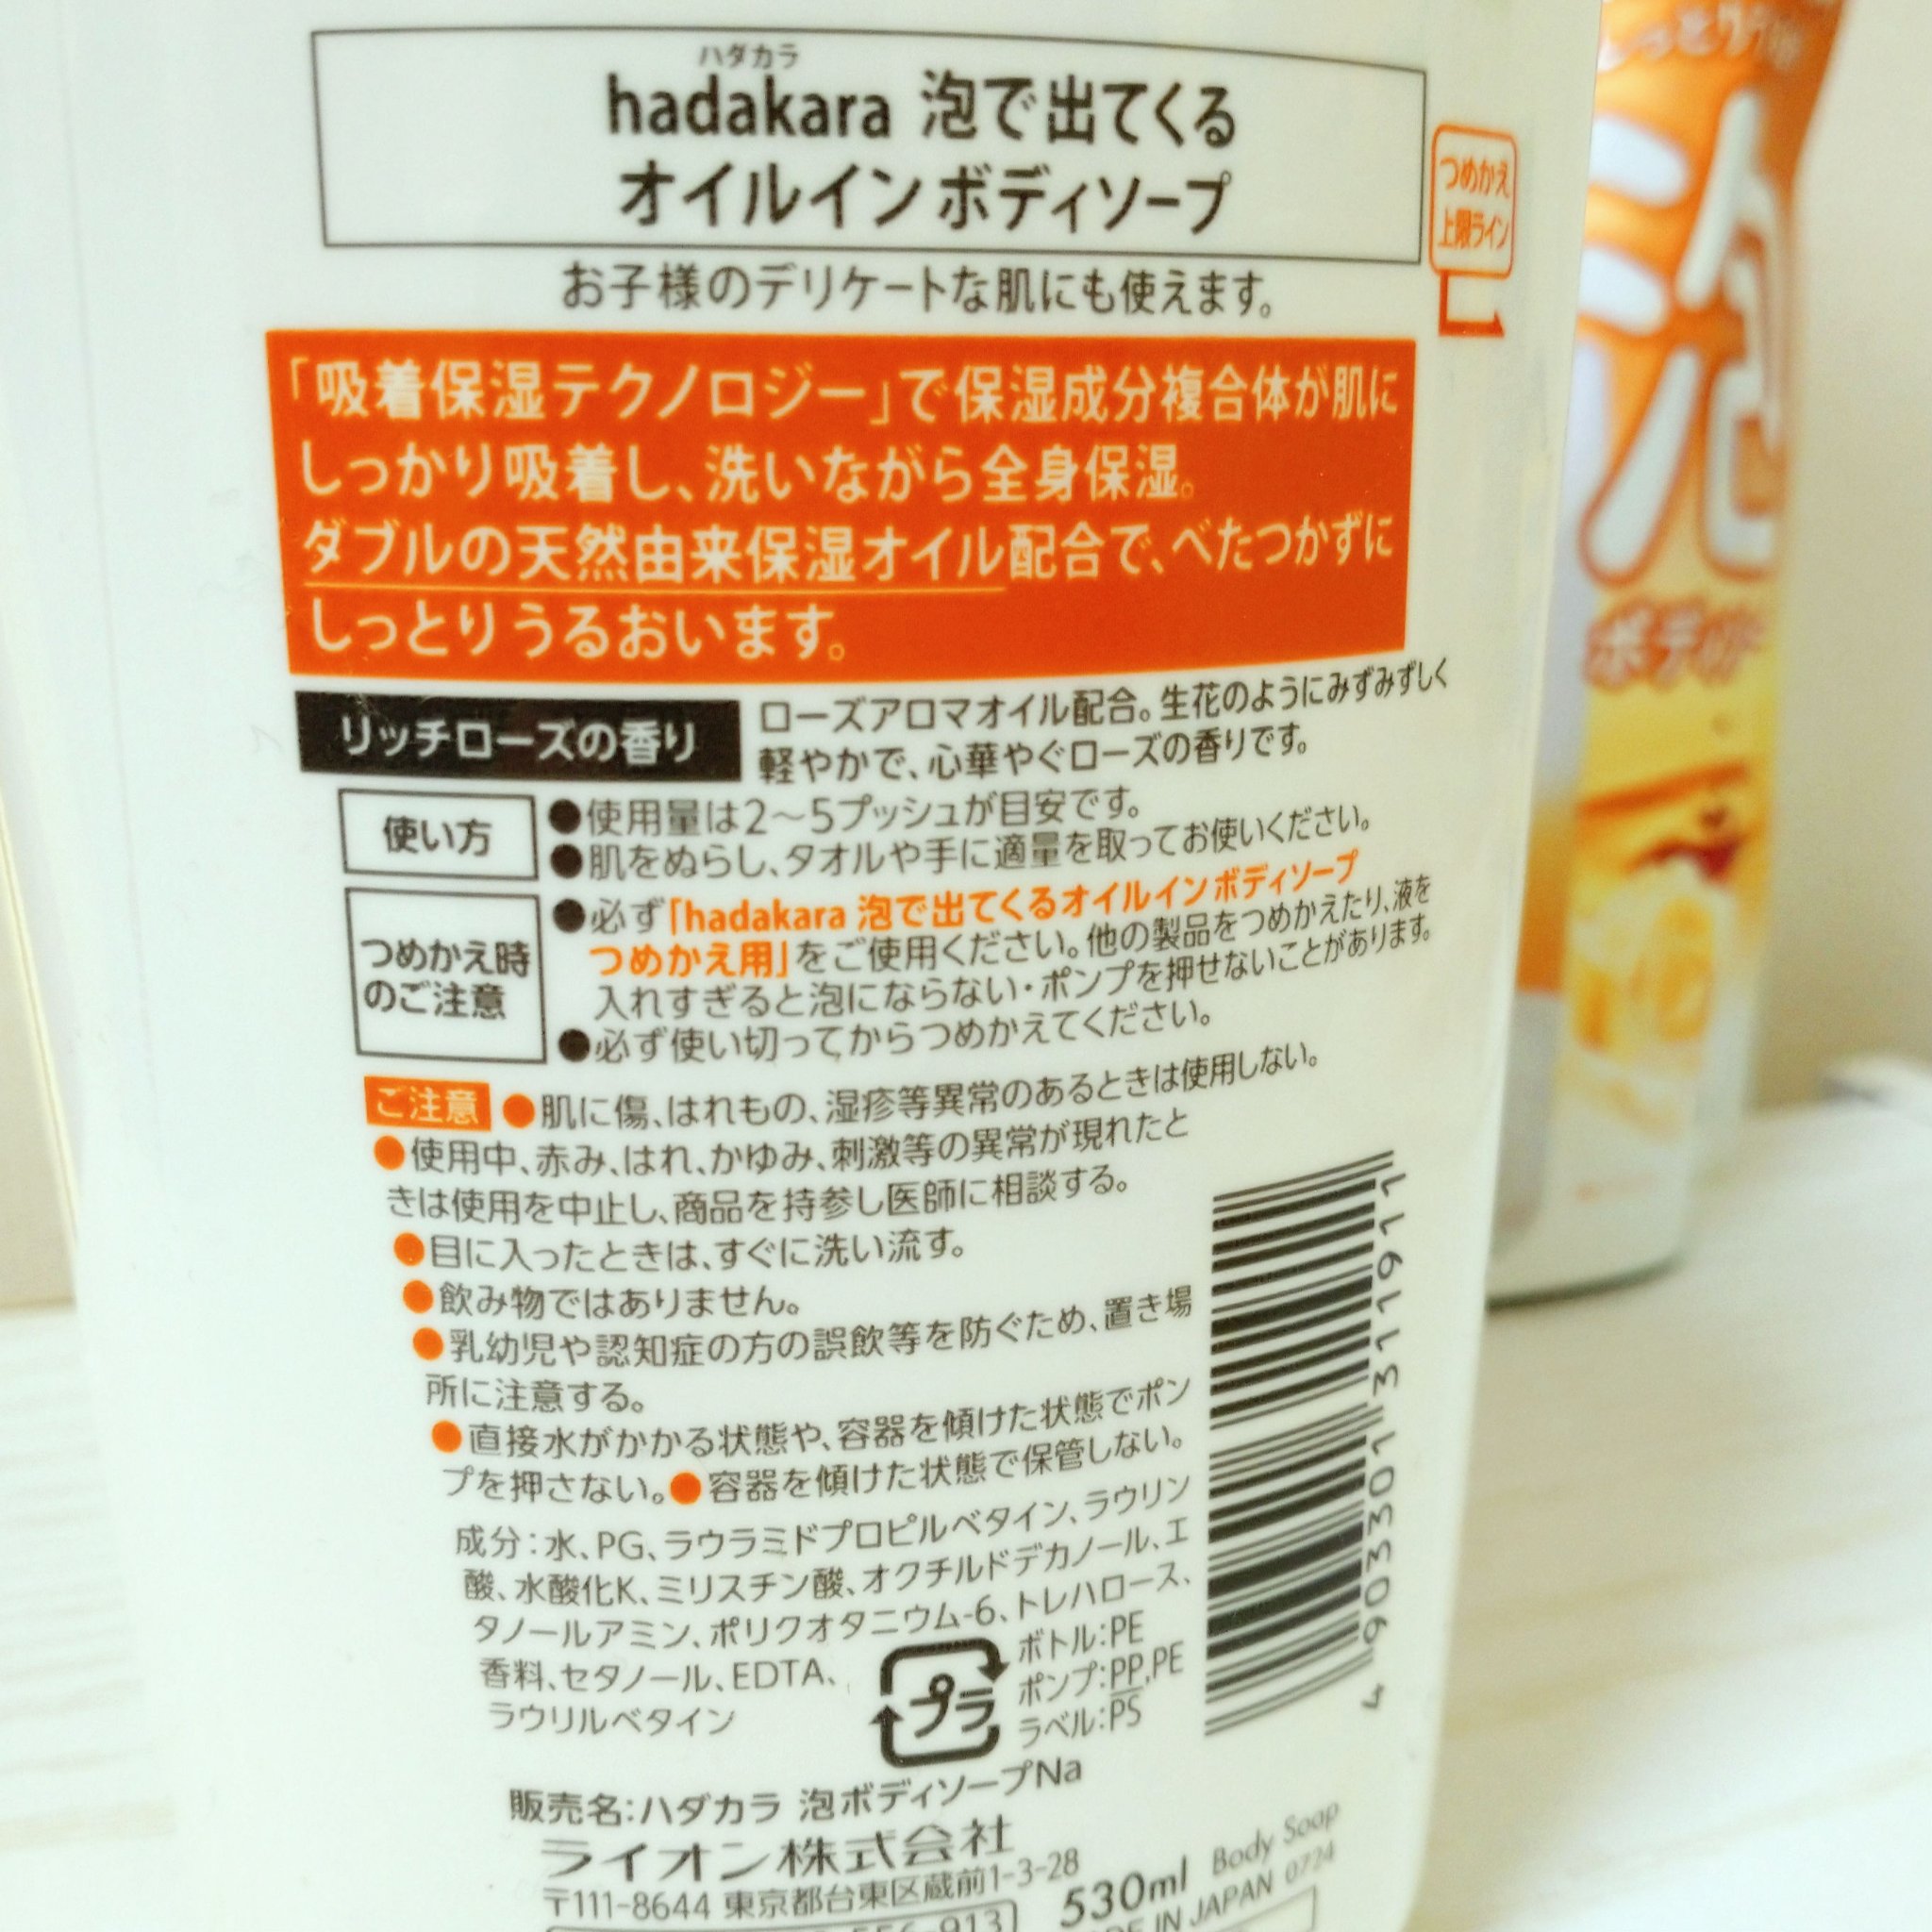 ハダカラ
hadakara 泡で出てくる
オイルイン ボディソープ
つめかえ
上限ライン
お子様のデリケートな肌にも使えます。
「吸着保湿テクノロジー」で保湿成分複合体が肌に
しっかり吸着し、洗いながら全身保湿。
ダブルの天然由来保湿オイル配合で、べたつかずに
しっとりうるおいます。
リッチローズの香り
ローズアロマオイル配合。生花のようにみずみずしく
軽やかで、心華やぐローズの香りです。
使い方
●使用量は2～5プッシュが目安です。
●肌をぬらし、タオルや手に適量を取ってお使いください。
つめかえ時
のご注意
●必ず「hadakara 泡で出てくるオイルインボディソープ
つめかえ用」をご使用ください。他の製品をつめかえたり、液を
入れすぎると泡にならない・ポンプを押せないことがあります。
●必ず使い切ってからつめかえてください。
ご注意 ●肌に傷、はれもの、湿疹等異常のあるときは使用しない。
●使用中、赤み、はれ、かゆみ、刺激等の異常が現れたと
きは使用を中止し、商品を持参し医師に相談する。
●目に入ったときは、すぐに洗い流す。
●飲み物ではありません。
●乳幼児や認知症の方の誤飲等を防ぐため、置き場
所に注意する。
●直接水がかかる状態や、容器を傾けた状態でポン
プを押さない。●容器を傾けた状態で保管しない。
成分：水、PG、ラウラミドプロピルベタイン、ラウリン
酸、水酸化K、ミリスチン酸、オクチルドデカノール、エ
タノールアミン、ポリクオタニウム-6、トレハロース、
香料、セタノール、EDTA、
ラウリルベタイン
プラ
ボトル：PE
ポンプ：PP,PE
ラベル：PS
4 903301 311911
販売名：ハダカラ 泡ボディソープNa
ライオン株式会社
〒111-8644 東京都台東区蔵前1-3-28
530ml Body Soap
IN JAPAN 0724
泡